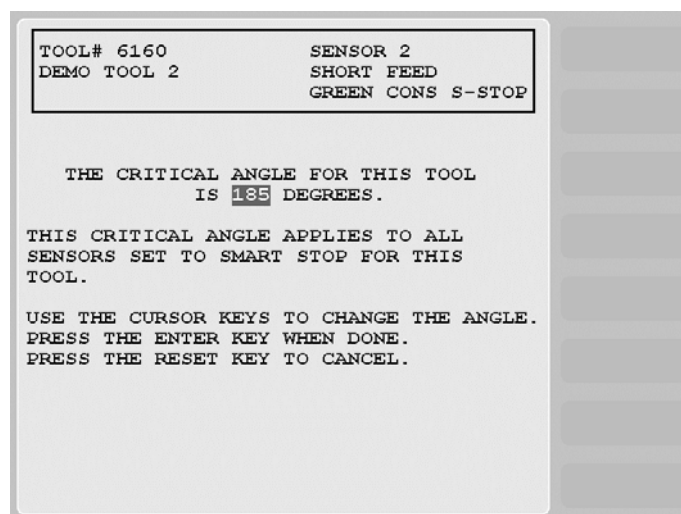 TOOL# 6160 SENSOR 2
DEMO TOOL 2 SHORT FEED
GREEN CONS S-STOP
THE CRITICAL ANGLE FOR THIS TOOL
IS 185 DEGREES.
THIS CRITICAL ANGLE APPLIES TO ALL
SENSORS SET TO SMART STOP FOR THIS
TOOL.
USE THE CURSOR KEYS TO CHANGE THE ANGLE.
PRESS THE ENTER KEY WHEN DONE.
PRESS THE RESET KEY TO CANCEL.